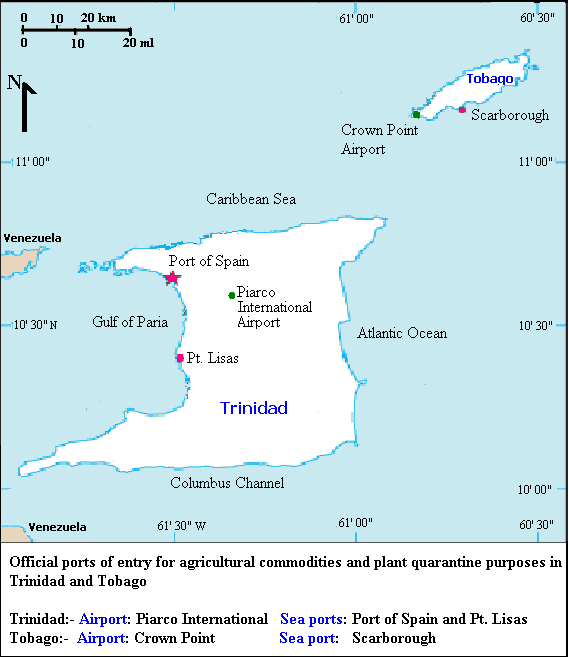 0 10 20 km
0 10 20 ml
61' 00"
60' 30"
N
Tobago
Scarborough
Crown Point
Airport
11' 00"
11' 00"
Caribbean Sea
Venezuela
Port of Spain
Piarco
International
Airport
10' 30" N
Gulf of Paria
10' 30"
Atlantic Ocean
Pt. Lisas
Trinidad
Columbus Channel
10' 00"
Venezuela
61' 30" W
61' 00"
60' 30"
Official ports of entry for agricultural commodities and plant quarantine purposes in
Trinidad and Tobago
Trinidad:- Airport: Piarco International Sea ports: Port of Spain and Pt. Lisas
Tobago:- Airport: Crown Point Sea port: Scarborough